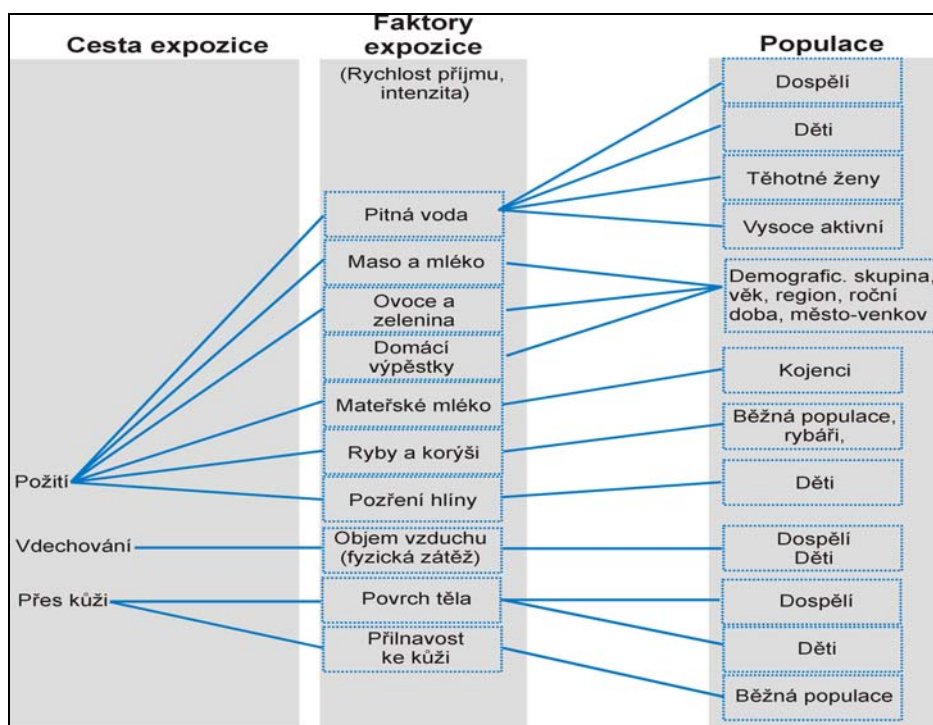 Cesta expozice
Faktory
expozice
(Rychlost příjmu,
intenzita)
Populace
Požití
Vdechování
Přes kůži
Pitná voda
Maso a mléko
Ovoce a
zelenina
Domácí
výpěstky
Mateřské mléko
Ryby a korýši
Pozření hlíny
Objem vzduchu
(fyzická zátěž)
Povrch těla
Přilnavost
ke kůži
Dospělí
Děti
Těhotné ženy
Vysoce aktivní
Demografic. skupina,
věk, region, roční
doba, město-venkov
Kojenci
Běžná populace,
rybáři,
Děti
Dospělí
Děti
Dospělí
Děti
Běžná populace